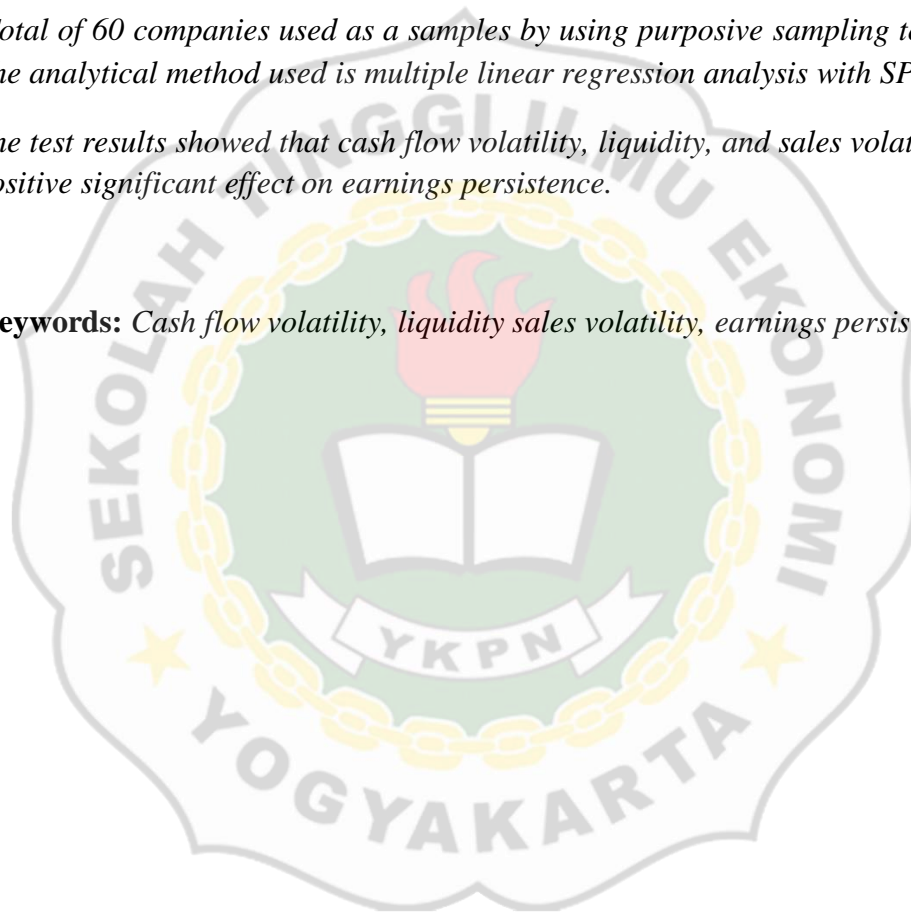 otal of 60 companies used as a samples by using purposive sampling te
he analytical method used is multiple linear regression analysis with SP
he test results showed that cash flow volatility, liquidity, and sales volat
ositive significant effect on earnings persistence.
eywords: Cash flow volatility, liquidity sales volatility, earnings persis
SEKOLAH TINGGI ILMU EKONOMI
YKPN
YOGYAKARTA